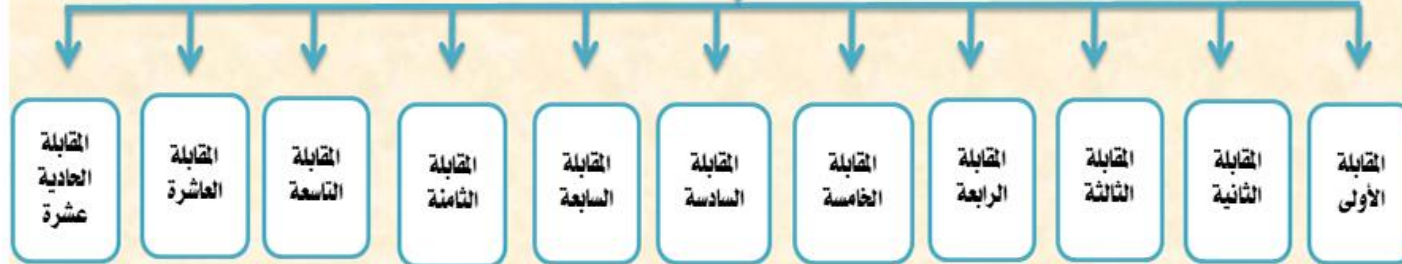 المقابلة
الأولى
المقابلة
الثانية
المقابلة
الثالثة
المقابلة
الرابعة
المقابلة
الخامسة
المقابلة
السادسة
المقابلة
السابعة
المقابلة
الثامنة
المقابلة
التاسعة
المقابلة
العاشرة
المقابلة
الحادية
عشرة